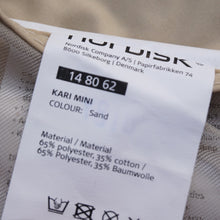 NORDISK
Nordisk Company A/S | Papirfabrikken 74
8600 Silkeborg | Denmark
14 80 62
KARI MINI
COLOUR: Sand
Material / Material
65% Polyester, 35% cotton /
65% Polyester, 35% Baumwolle